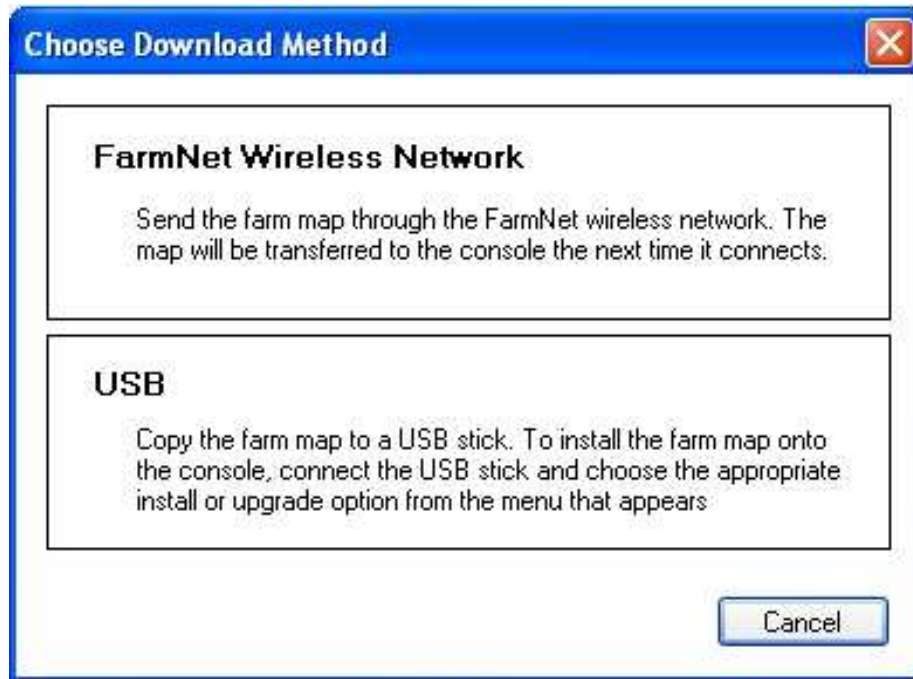 Choose Download Method
FarmNet Wireless Network
Send the farm map through the FarmNet wireless network. The
map will be transferred to the console the next time it connects.
USB
Copy the farm map to a USB stick. To install the farm map onto
the console, connect the USB stick and choose the appropriate
install or upgrade option from the menu that appears
Cancel